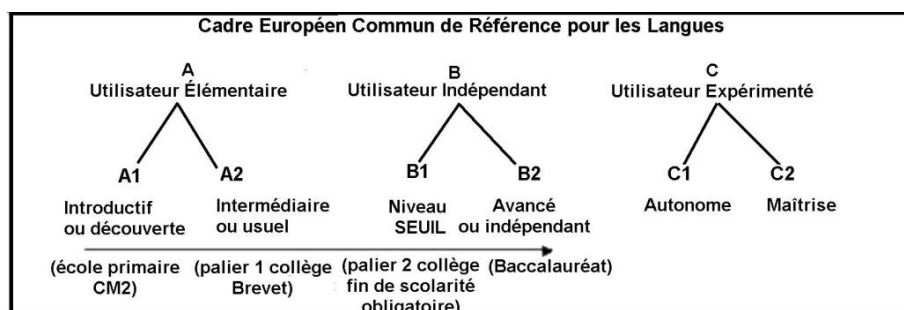 Cadre Européen Commun de Référence pour les Langues
A
Utilisateur Élémentaire
B
Utilisateur Indépendant
C
Utilisateur Expérimenté
A1
A2
B1
B2
C1
C2
Introductif
ou découverte
Intermédiaire
ou usuel
Niveau
SEUIL
Avancé
ou indépendant
Autonome
Maîtrise
(école primaire
CM2)
(palier 1 collège
Brevet)
(palier 2 collège
fin de scolarité
obligatoire)
(Baccalauréat)